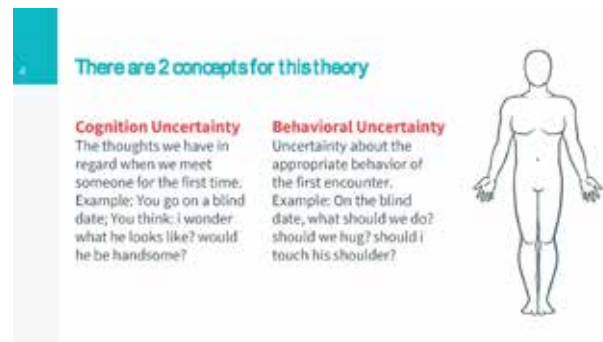 There are 2 concepts for this theory
Cognition Uncertainty
The thoughts we have in
regard when we meet
someone for the first time.
Example: You go on a blind
date; You think: i wonder
what he looks like? would
he be handsome?
Behavioral Uncertainty
Uncertainty about the
appropriate behavior of
the first encounter.
Example: On the blind
date, what should we do?
should we hug? should i
touch his shoulder?